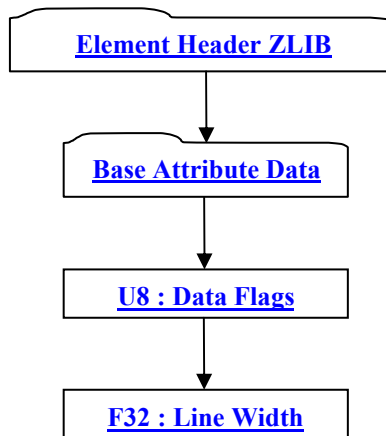 Element Header ZLIB
Base Attribute Data
U8 : Data Flags
F32 : Line Width